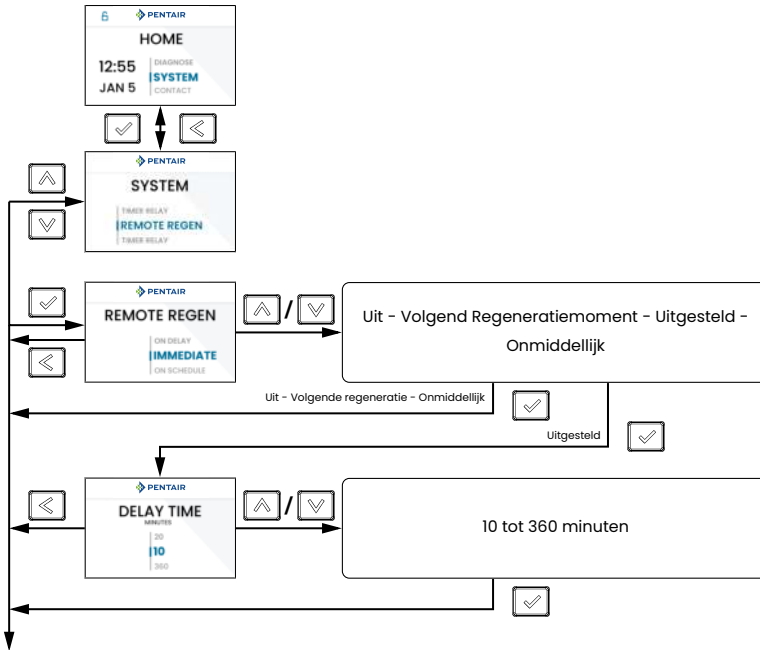 PENTAIR
HOME
12:55
JAN 5
DIAGNOSE
SYSTEM
CONTACT
PENTAIR
SYSTEM
TIMER RELAY
REMOTE REGEN
TIMER RELAY
PENTAIR
REMOTE REGEN
ON DELAY
IMMEDIATE
ON SCHEDULE
/
Uit - Volgend Regeneratiemoment - Uitgesteld -
Onmiddellijk
Uit - Volgende regeneratie - Onmiddellijk
Uitgesteld
PENTAIR
DELAY TIME
MINUTES
20
10
360
/
10 tot 360 minuten